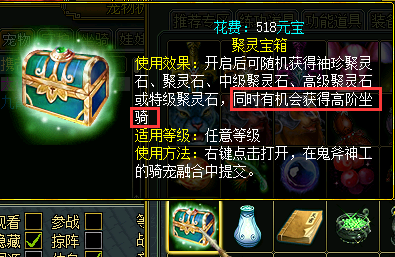 花费：518元宝
聚灵宝箱
使用效果：开启后可随机获得袖珍聚灵
石、聚灵石、中级聚灵石、高级聚灵石
或特级聚灵石，同时有机会获得高阶坐
骑
适用等级：任意等级
使用方法：右键点击打开，在鬼斧神工
的骑宠融合中提交。
观看 参战
隐藏 掠阵